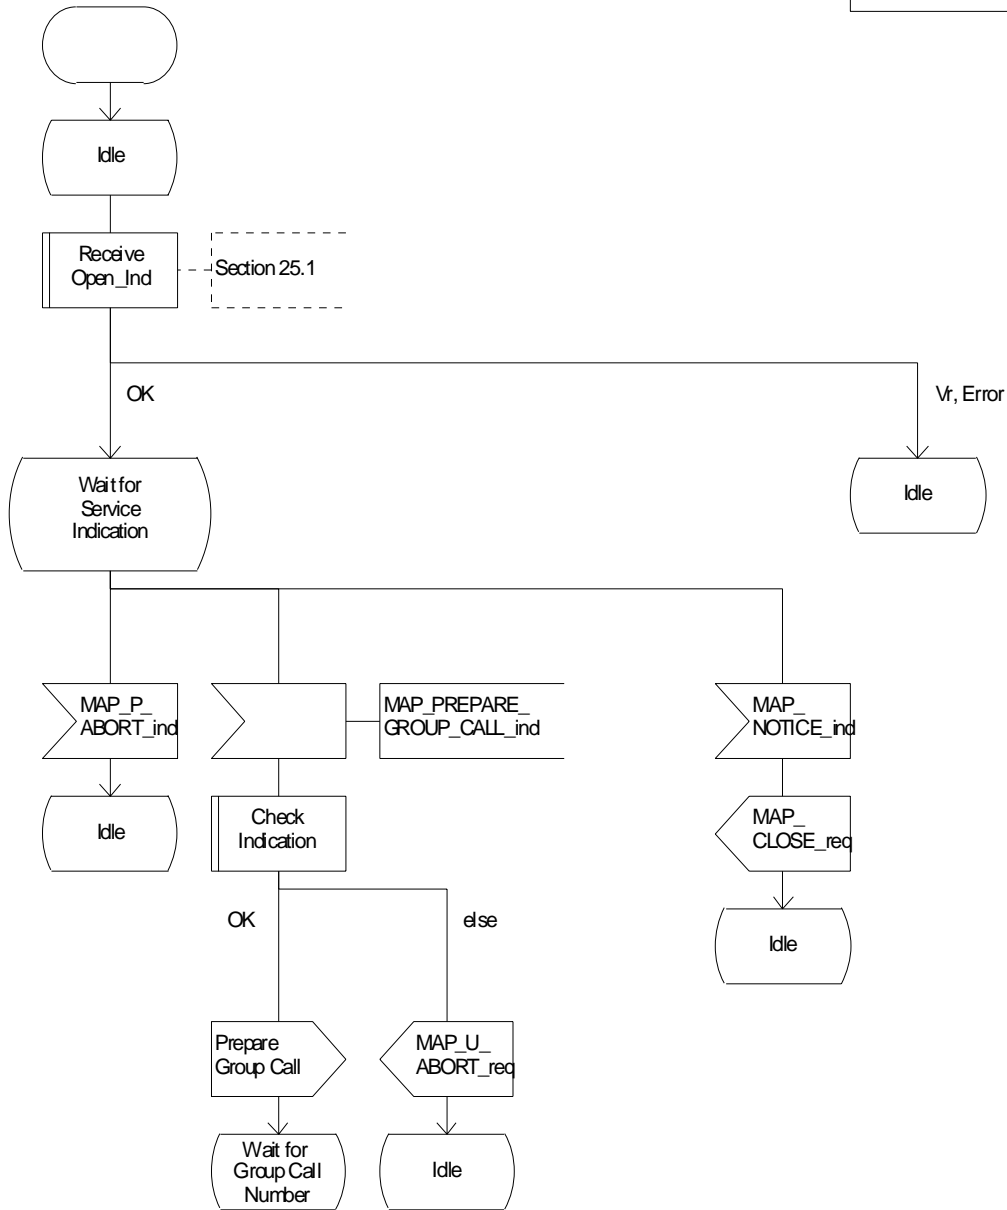 Idle
Receive
Open_Ind
Section 25.1
OK
Vr, Error
Wait for
Service
Indication
Idle
MAP_P_
ABORT_ind
MAP_PREPARE_
GROUP_CALL_ind
MAP_
NOTICE_ind
Idle
Check
Indication
MAP_
CLOSE_req
OK
else
Idle
Prepare
Group Call
MAP_U_
ABORT_req
Wait for
Group Call
Number
Idle